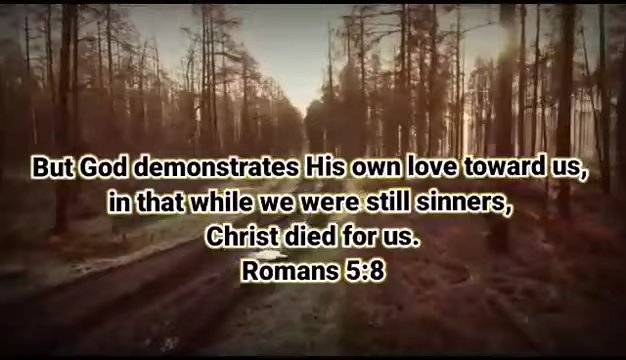 But God demonstrates His own love toward us,
in that while we were still sinners,
Christ died for us.
Romans 5:8